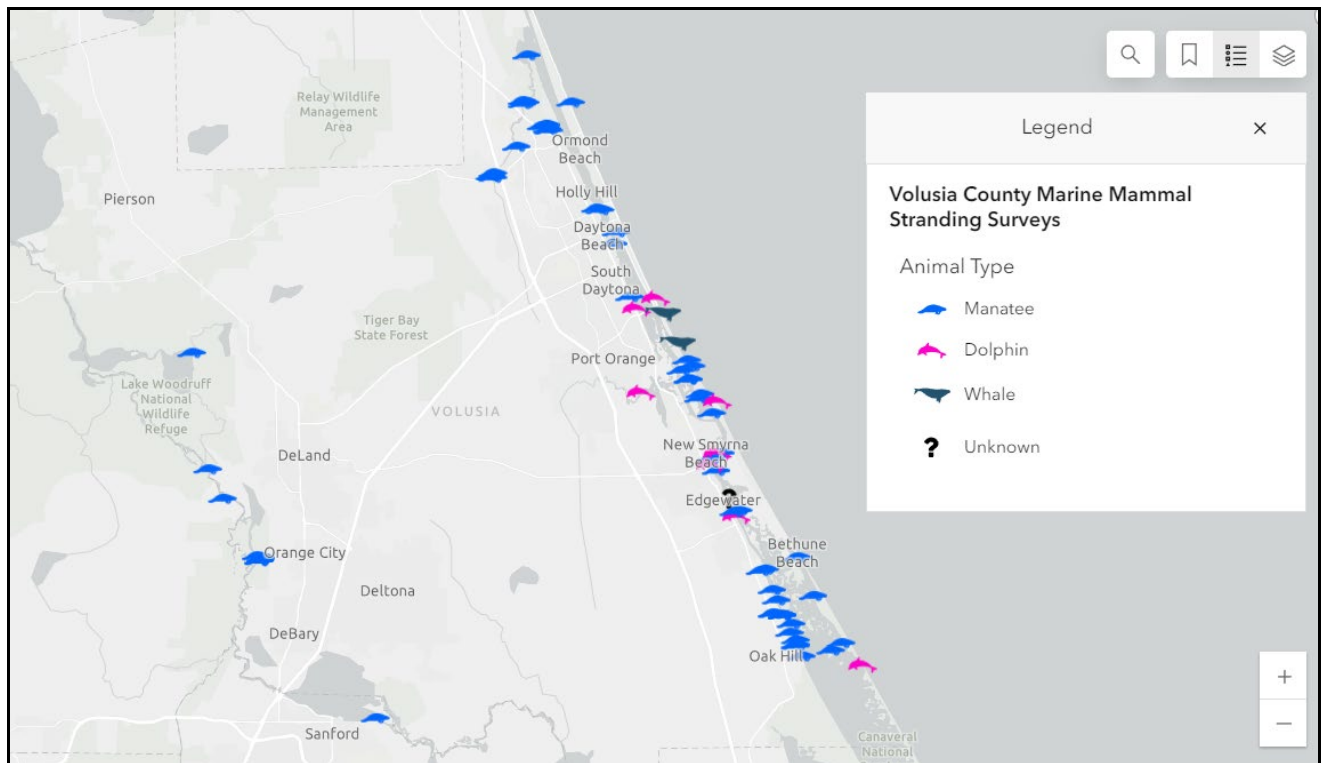 Relay Wildlife
Management
Area
Ormond
Beach
Pierson
Holly Hill
Daytona
Beach
South
Daytona
Tiger Bay
State Forest
Port Orange
Lake Woodruff
National
Wildlife
Refuge
VOLUSIA
DeLand
New Smyrna
Beach
Edgewater
Orange City
Bethune
Beach
Deltona
DeBary
Oak Hill
Sanford
Canaveral
National
Legend
Volusia County Marine Mammal
Stranding Surveys
Animal Type
Manatee
Dolphin
Whale
? Unknown
+
−